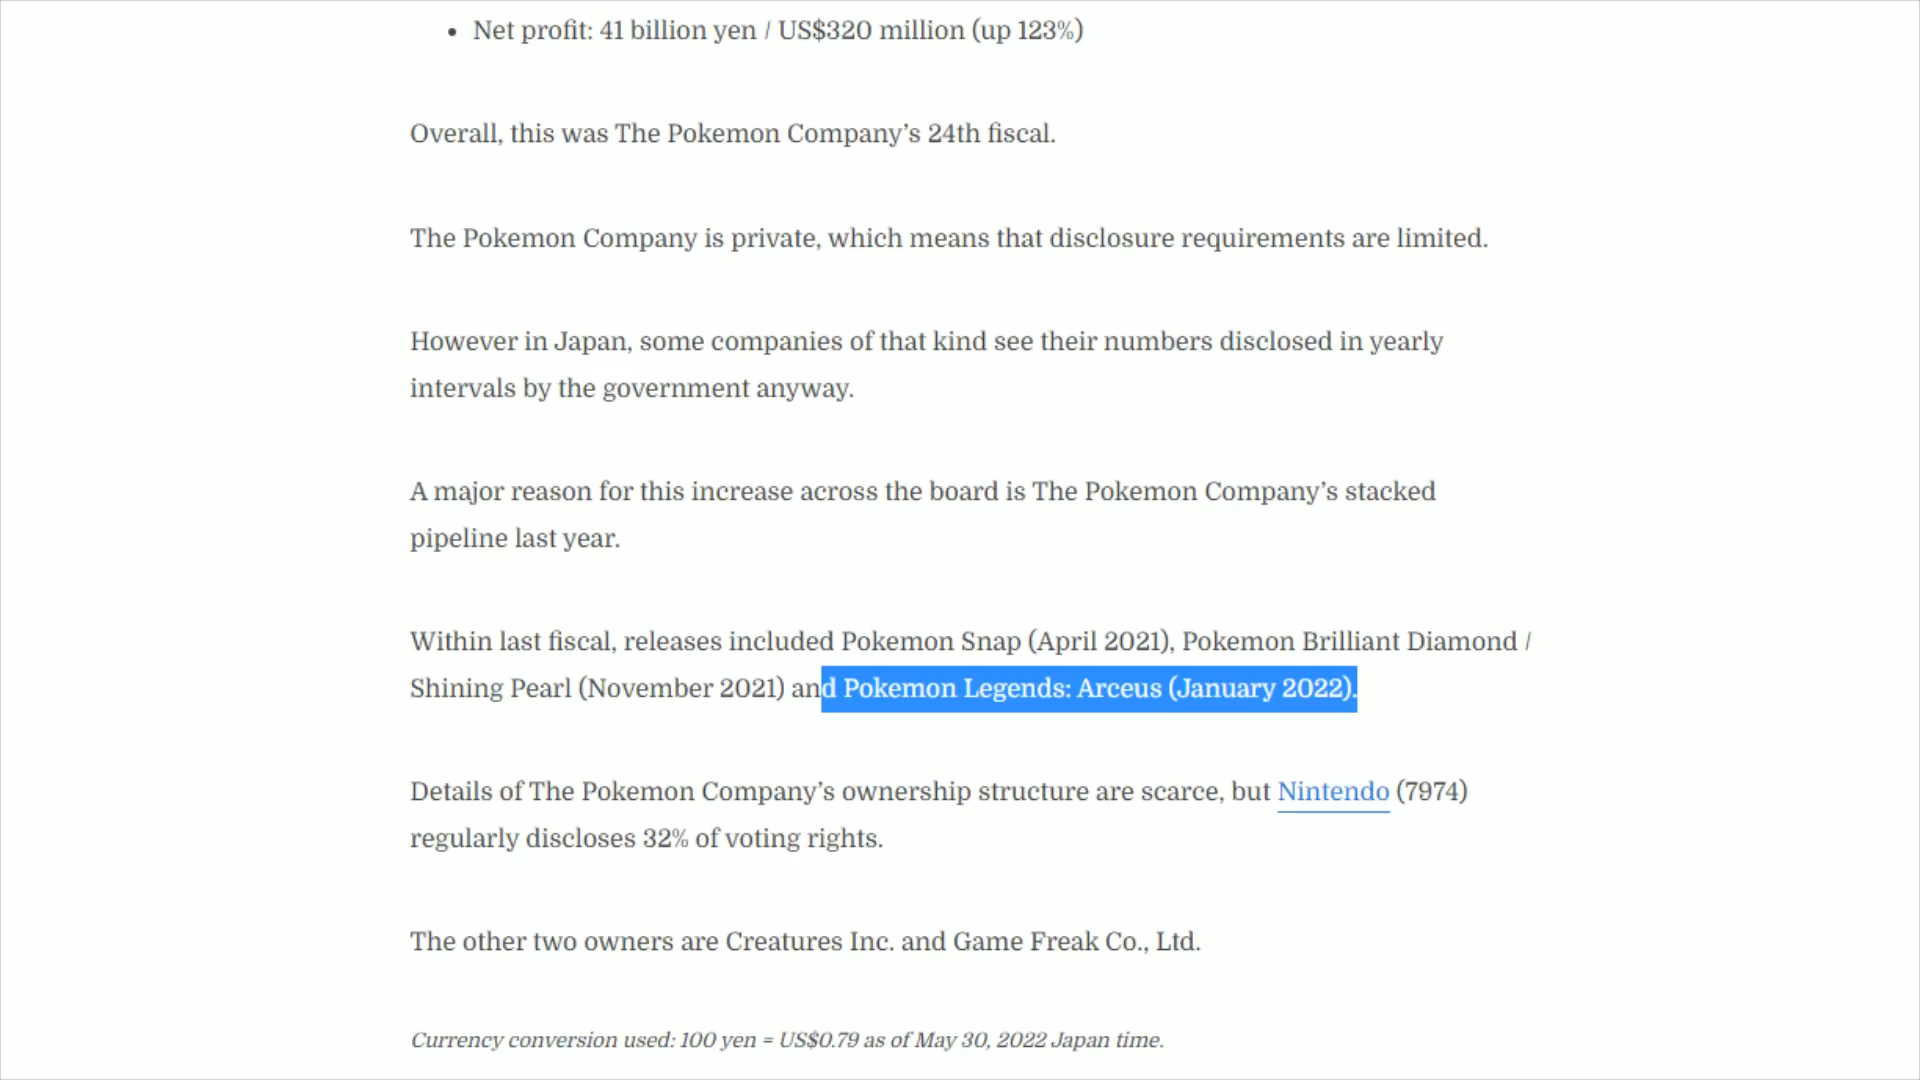 • Net profit: 41 billion yen / US$320 million (up 123%)
Overall, this was The Pokemon Company’s 24th fiscal.
The Pokemon Company is private, which means that disclosure requirements are limited.
However in Japan, some companies of that kind see their numbers disclosed in yearly
intervals by the government anyway.
A major reason for this increase across the board is The Pokemon Company’s stacked
pipeline last year.
Within last fiscal, releases included Pokemon Snap (April 2021), Pokemon Brilliant Diamond /
Shining Pearl (November 2021) and Pokemon Legends: Arceus (January 2022).
Details of The Pokemon Company’s ownership structure are scarce, but Nintendo (7974)
regularly discloses 32% of voting rights.
The other two owners are Creatures Inc. and Game Freak Co., Ltd.
Currency conversion used: 100 yen = US$0.79 as of May 30, 2022 Japan time.